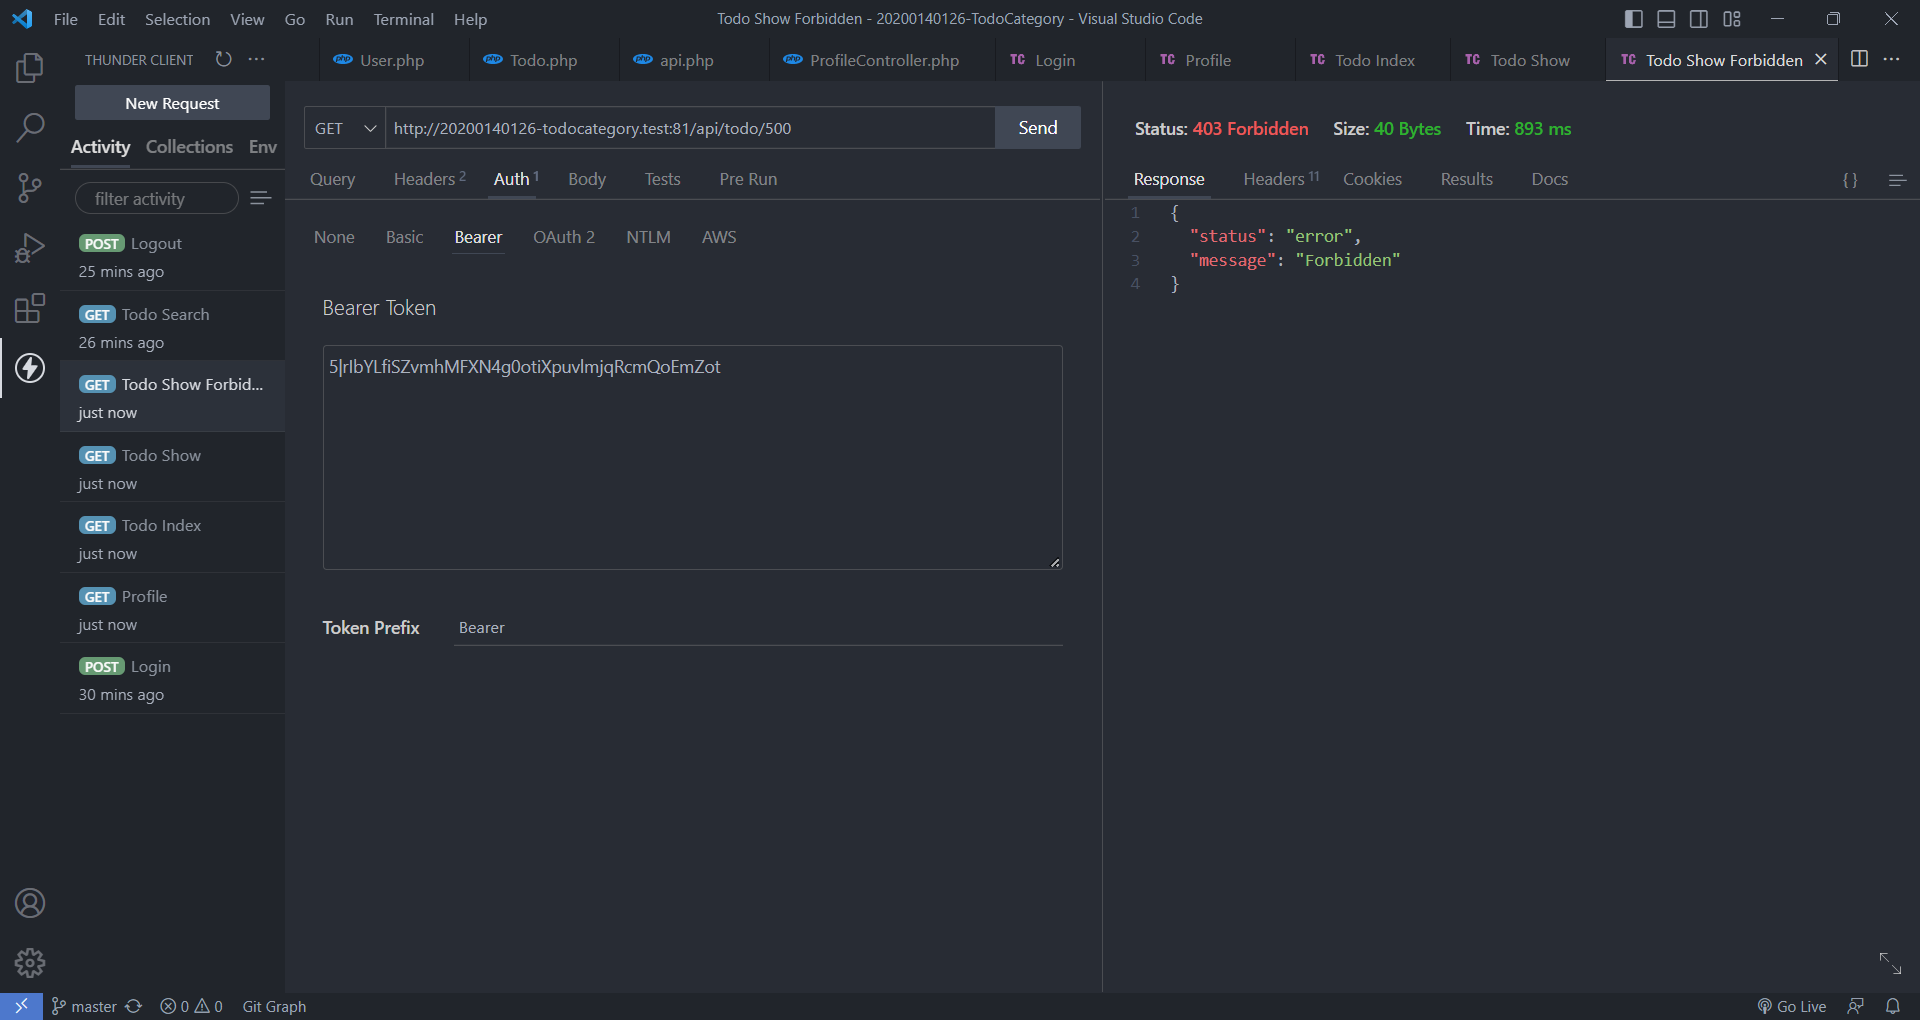 File Edit Selection View Go Run Terminal Help
Todo Show Forbidden - 20200140126-TodoCategory - Visual Studio Code
THUNDER CLIENT
User.php
Todo.php
api.php
ProfileController.php
TC Login
TC Profile
TC Todo Index
TC Todo Show
TC Todo Show Forbidden
New Request
Activity Collections Env
filter activity
POST Logout
25 mins ago
GET Todo Search
26 mins ago
GET Todo Show Forbid...
just now
GET Todo Show
just now
GET Todo Index
just now
GET Profile
just now
POST Login
30 mins ago
GET http://20200140126-todocategory.test:81/api/todo/500 Send
Query Headers 2 Auth 1 Body Tests Pre Run
None Basic Bearer OAuth 2 NTLM AWS
Bearer Token
5|rIbYLfiSZvmhMFXN4g0otiXpuvlmjqRcmQoEmZot
Token Prefix Bearer
Status: 403 Forbidden Size: 40 Bytes Time: 893 ms
Response Headers 11 Cookies Results Docs {}
1 {
2 "status": "error",
3 "message": "Forbidden"
4 }
master 0 0 Git Graph
Go Live